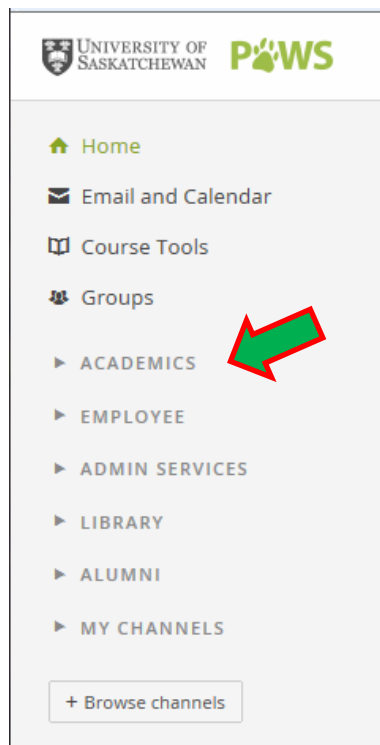 UNIVERSITY OF
SASKATCHEWAN
PAWS
Home
Email and Calendar
Course Tools
Groups
ACADEMICS
EMPLOYEE
ADMIN SERVICES
LIBRARY
ALUMNI
MY CHANNELS
+ Browse channels